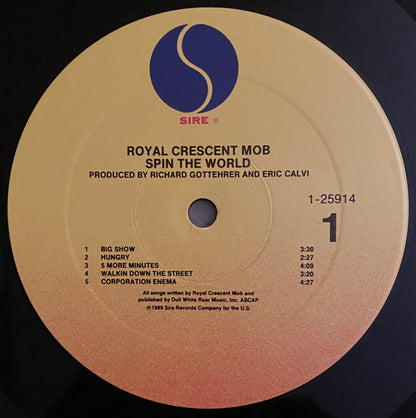 SIRE ®
ROYAL CRESCENT MOB
SPIN THE WORLD
PRODUCED BY RICHARD GOTTEHRER AND ERIC CALVI
1-25914
1
1 BIG SHOW 3:30
2 HUNGRY 2:27
3 5 MORE MINUTES 4:09
4 WALKIN DOWN THE STREET 3:20
5 CORPORATION ENEMA 4:27
All songs written by Royal Crescent Mob and
published by Dull White Roar Music, Inc. ASCAP
℗1989 Sire Records Company for the U.S.